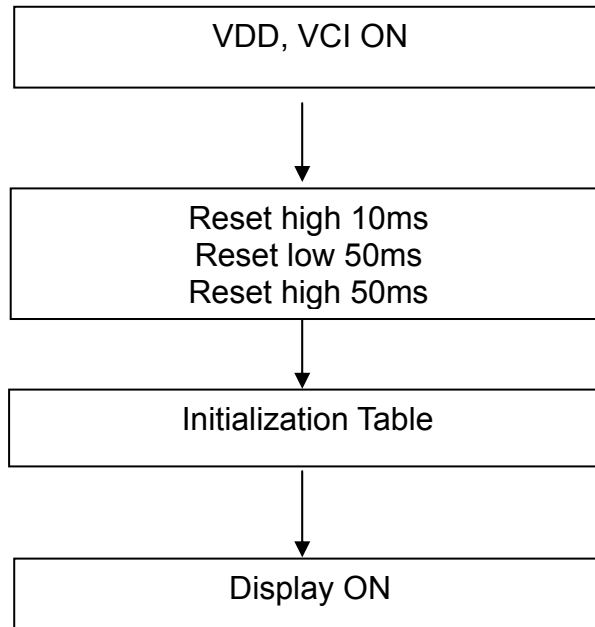 VDD, VCI ON
Reset high 10ms
Reset low 50ms
Reset high 50ms
Initialization Table
Display ON